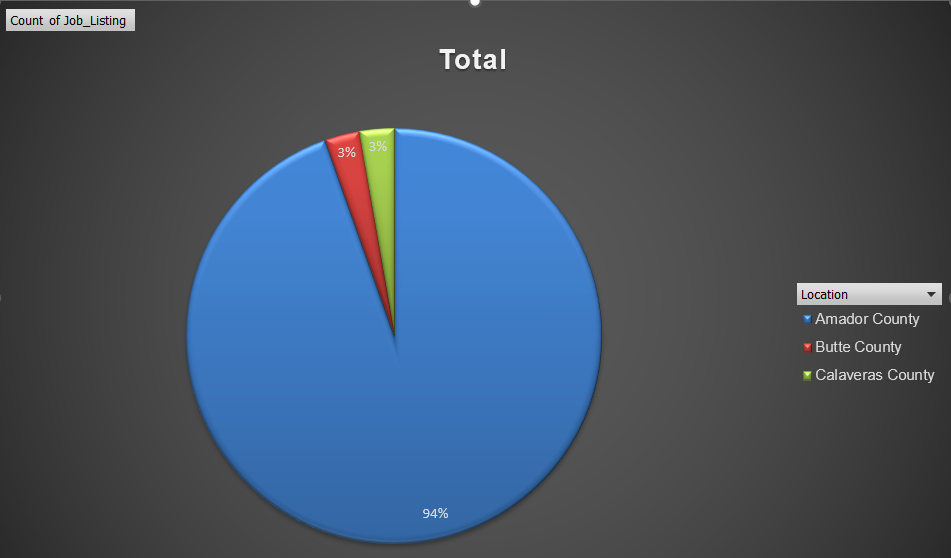 Count of Job_Listing
Total
3%
3%
Location
Amador County
Butte County
Calaveras County
94%